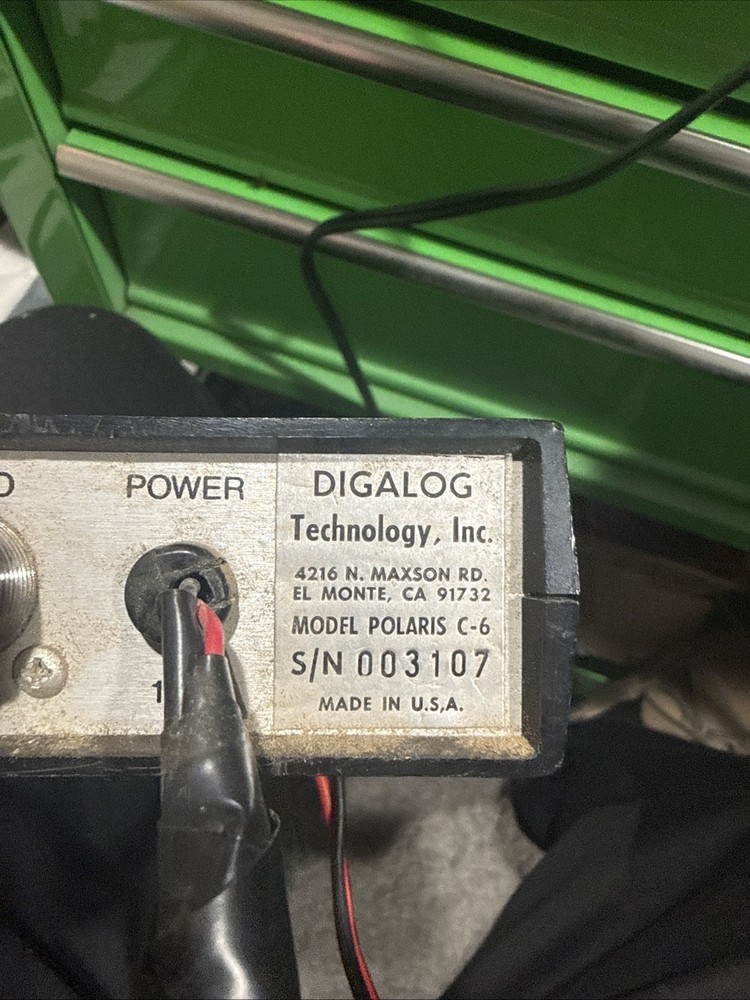 POWER
DIGALOG
Technology, Inc.
4216 N. MAXSON RD.
EL MONTE, CA 91732
MODEL POLARIS C-6
S/N 003107
MADE IN U.S.A.